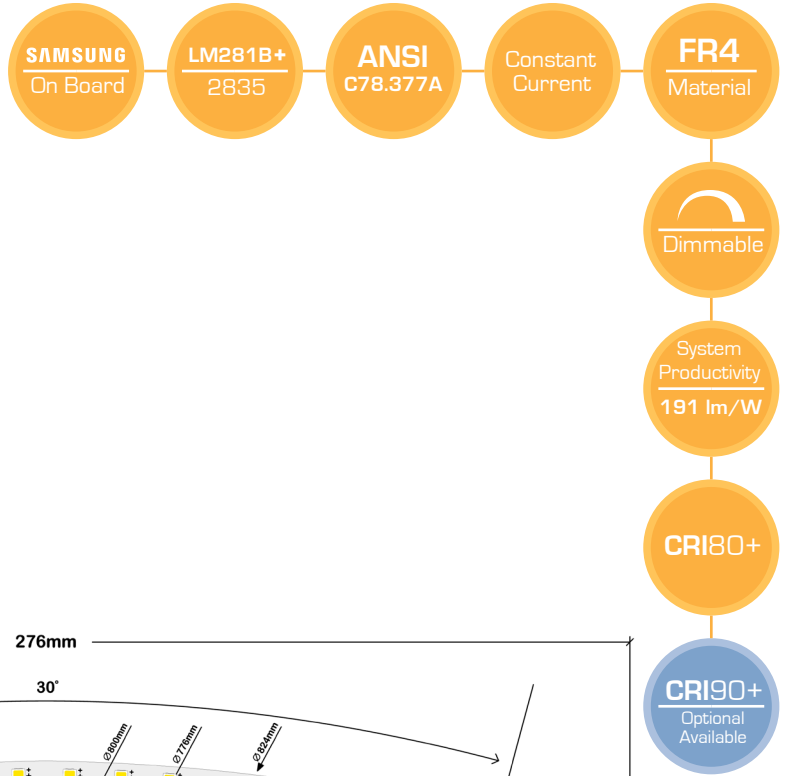 SAMSUNG
On Board
LM281B+
2835
ANSI
C78.377A
Constant
Current
FR4
Material
Dimmable
System
Productivity
191 lm/W
CRI80+
CRI90+
Optional
Available
276mm
30°
Ø800mm
Ø776mm
Ø824mm
+
+
+
+